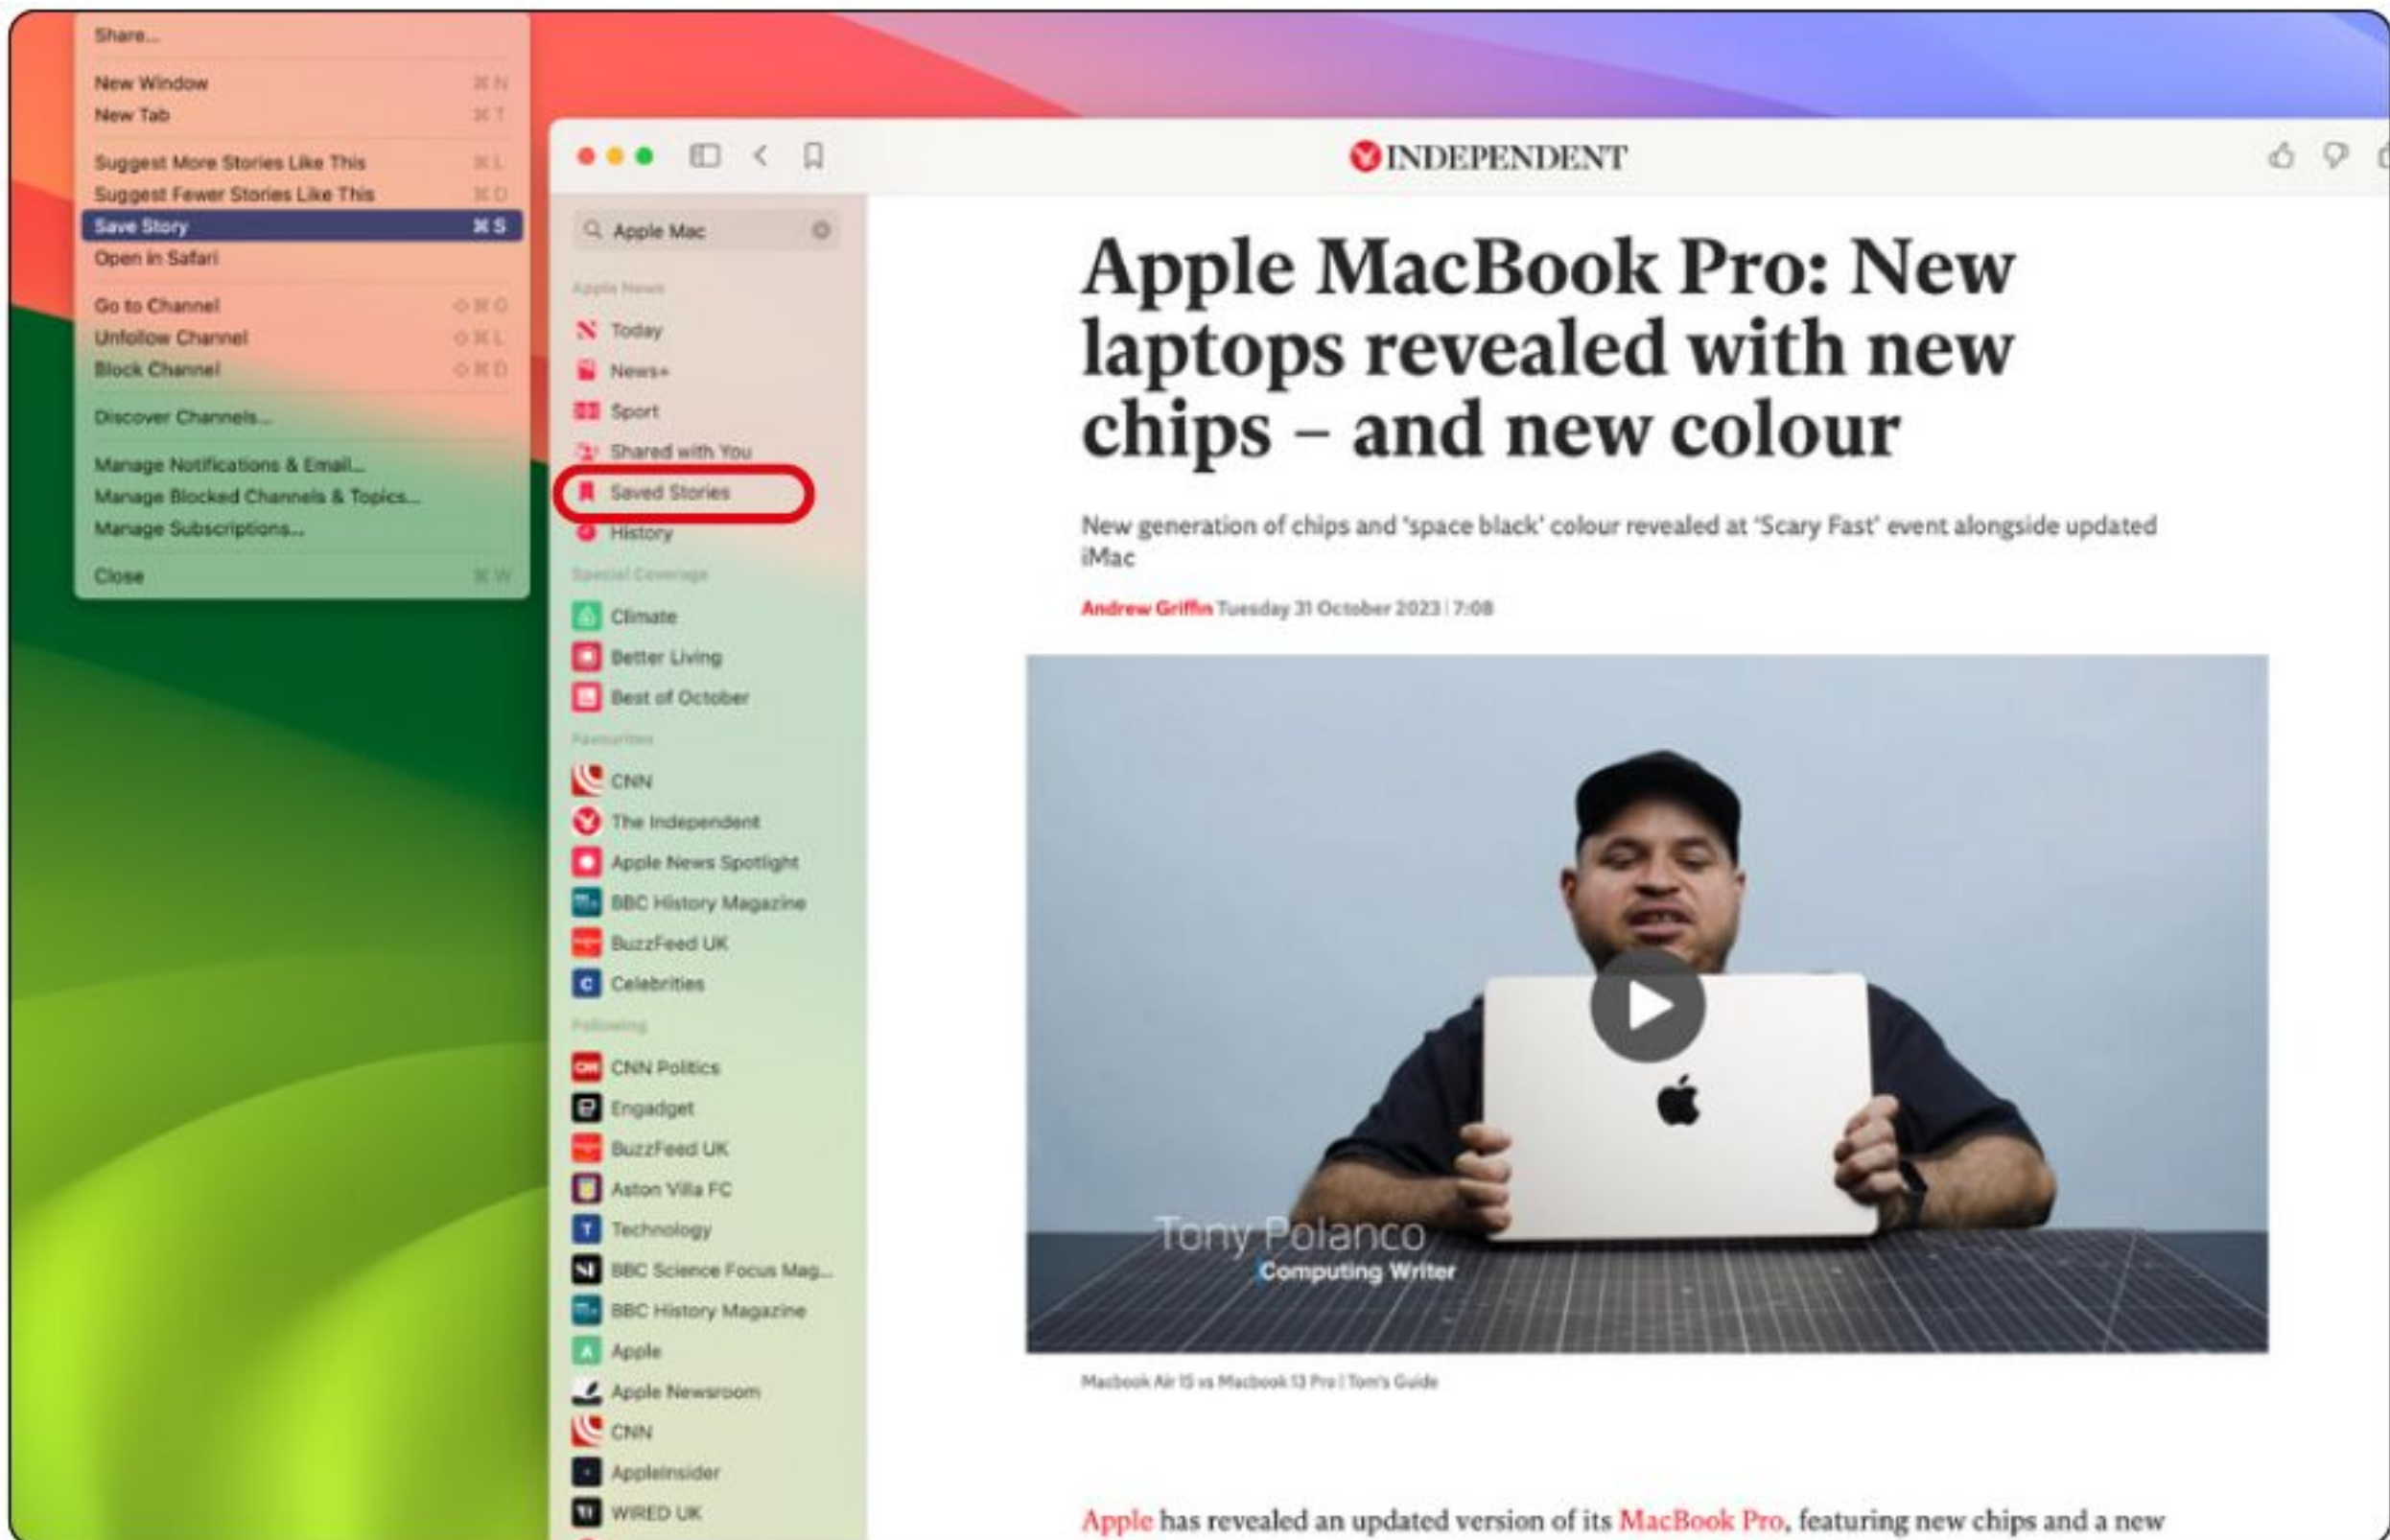 Share...
New Window ⌘ N
New Tab ⌘ T
Suggest More Stories Like This ⌘ L
Suggest Fewer Stories Like This ⌘ D
Save Story ⌘ S
Open in Safari
Go to Channel ⇧ ⌘ G
Unfollow Channel ⇧ ⌘ L
Block Channel ⇧ ⌘ D
Discover Channels...
Manage Notifications & Email...
Manage Blocked Channels & Topics...
Manage Subscriptions...
Close ⌘ W
INDEPENDENT
Apple Mac
Apple News
Today
News+
Sport
Shared with You
Saved Stories
History
Special Coverage
Climate
Better Living
Best of October
Favourites
CNN
The Independent
Apple News Spotlight
BBC History Magazine
BuzzFeed UK
C Celebrities
Following
CNN CNN Politics
Engadget
BuzzFeed UK
Aston Villa FC
T Technology
SF BBC Science Focus Mag...
BBC History Magazine
A Apple
Apple Newsroom
CNN
AppleInsider
WIRED UK
Apple MacBook Pro: New
laptops revealed with new
chips – and new colour
New generation of chips and 'space black' colour revealed at 'Scary Fast' event alongside updated
iMac
Andrew Griffin Tuesday 31 October 2023 | 7:08
Tony Polanco
Computing Writer
Macbook Air 15 vs Macbook 13 Pro | Tom's Guide
Apple has revealed an updated version of its MacBook Pro, featuring new chips and a new